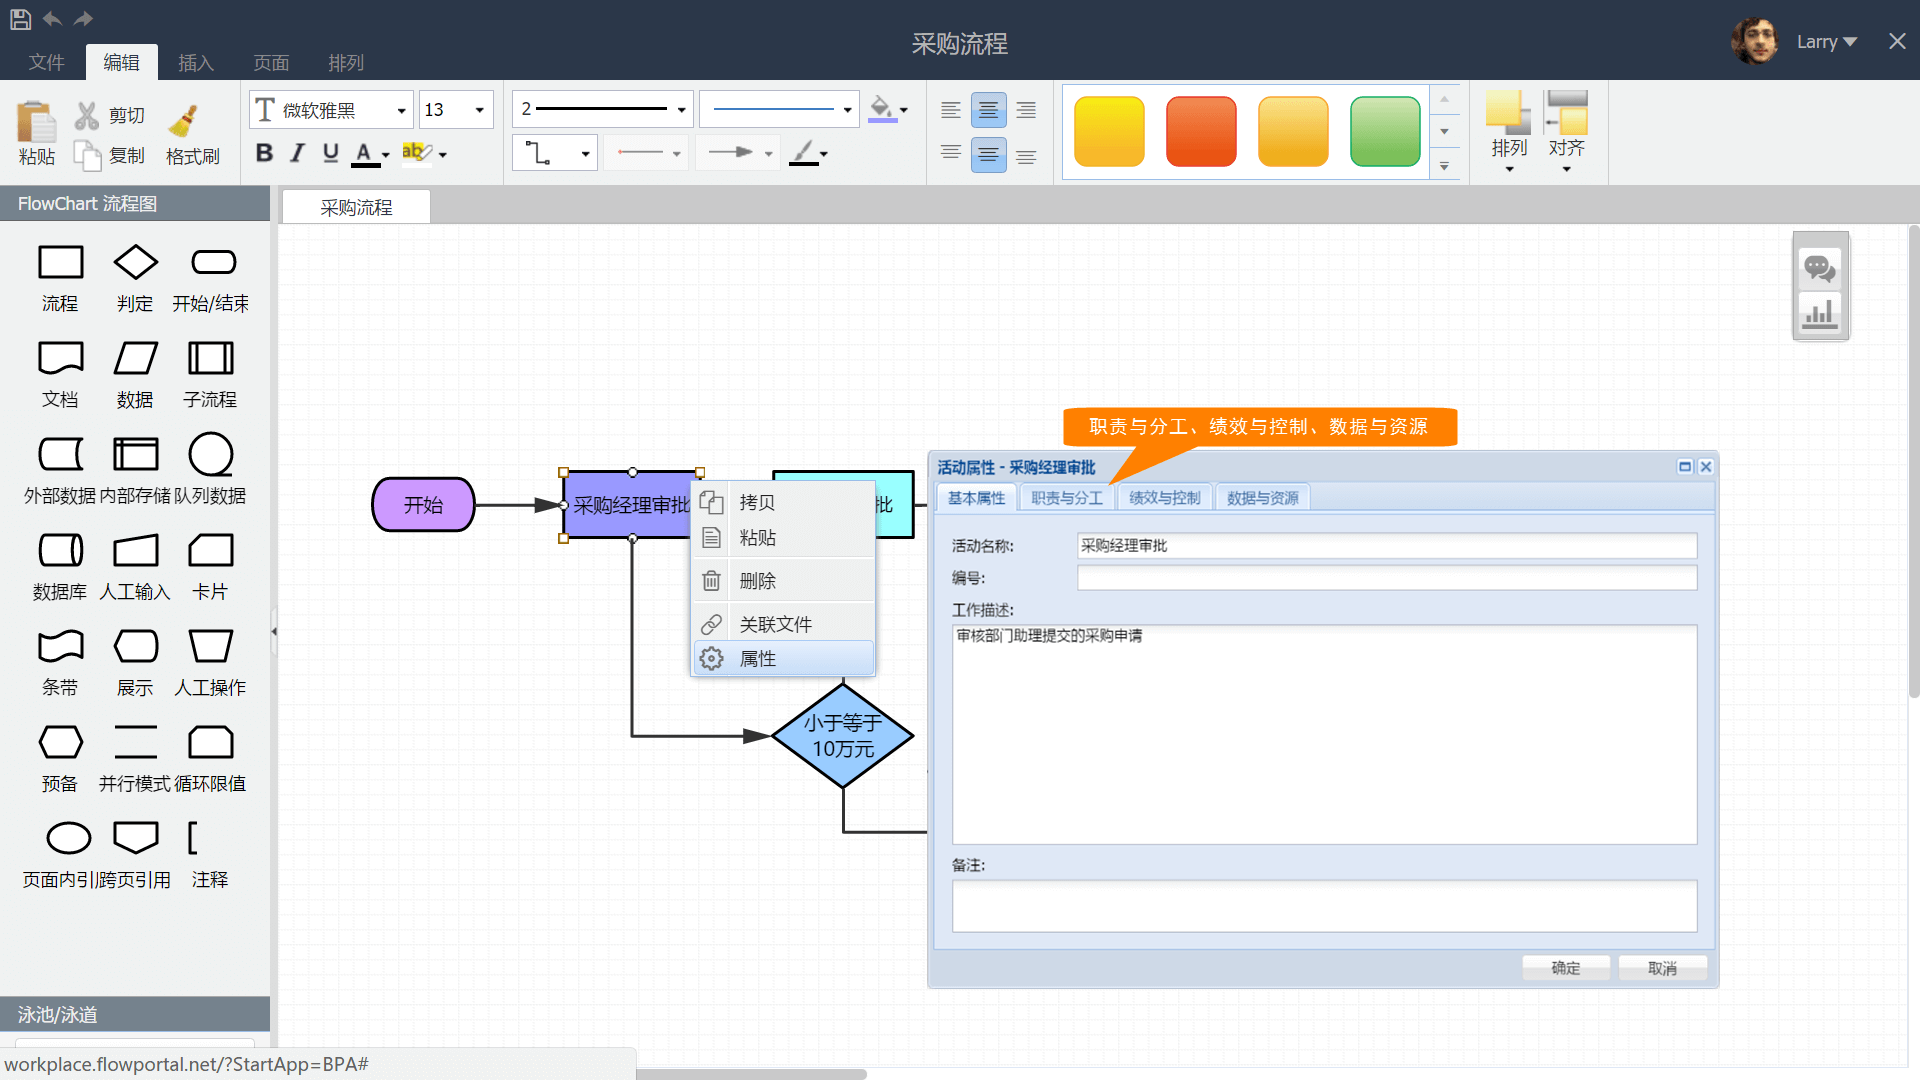 采购流程
Larry
文件 编辑 插入 页面 排列
粘贴
剪切
复制
格式刷
微软雅黑 13
B I U A ab
2
排列 对齐
FlowChart 流程图
采购流程
流程 判定 开始/结束
文档 数据 子流程
外部数据 内部存储 队列数据
数据库 人工输入 卡片
条带 展示 人工操作
预备 并行模式 循环限值
页面内引 跨页引用 注释
泳池/泳道
workplace.flowportal.net/?StartApp=BPA#
开始
采购经理审批
批
拷贝
粘贴
删除
关联文件
属性
小于等于
10万元
职责与分工、绩效与控制、数据与资源
活动属性 - 采购经理审批
基本属性 职责与分工 绩效与控制 数据与资源
活动名称: 采购经理审批
编号:
工作描述:
审核部门助理提交的采购申请
备注:
确定 取消